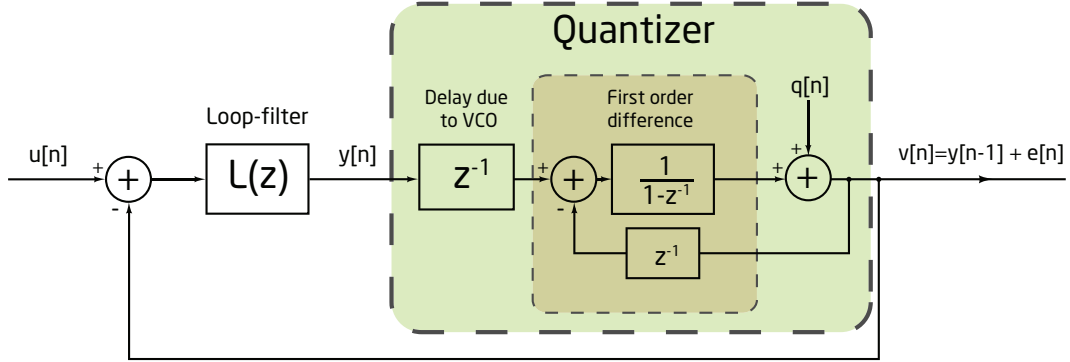 Quantizer
Delay due
to VCO
First order
difference
q[n]
Loop-filter
u[n]
+
+
-
L(z)
y[n]
z-1
+
+
-
1
1-z-1
+
+
+
v[n]=y[n-1] + e[n]
z-1